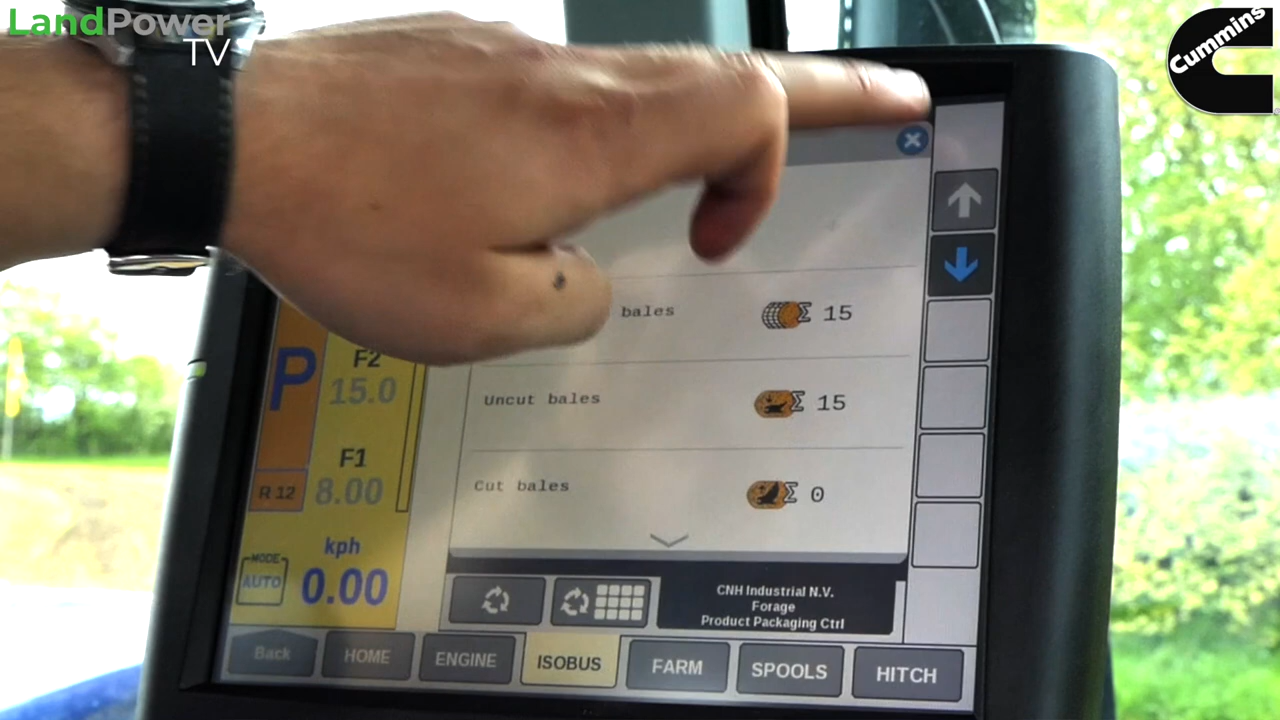 LandPower
TV
Cummins
bales Σ 15
Uncut bales Σ 15
Cut bales Σ 0
P
F2
15.0
F1
R 12
8.00
kph
MODE
AUTO
0.00
CNH Industrial N.V.
Forage
Product Packaging Ctrl
Back HOME ENGINE ISOBUS FARM SPOOLS HITCH